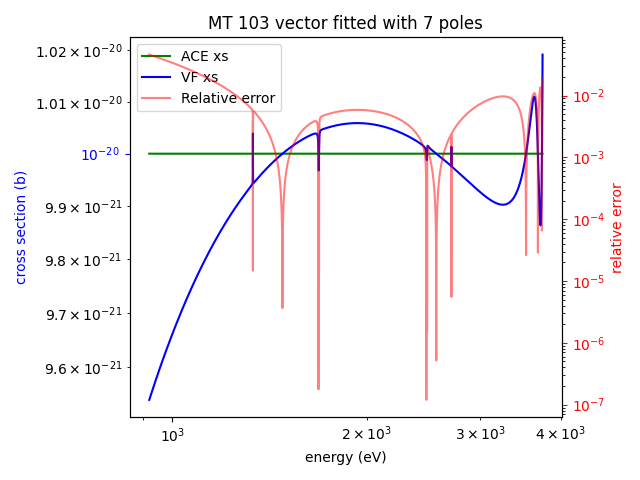 MT 103 vector fitted with 7 poles
ACE xs
VF xs
Relative error
1.02 × 10⁻²⁰
1.01 × 10⁻²⁰
10⁻²⁰
9.9 × 10⁻²¹
9.8 × 10⁻²¹
9.7 × 10⁻²¹
9.6 × 10⁻²¹
cross section (b)
10⁻²
10⁻³
10⁻⁴
10⁻⁵
10⁻⁶
10⁻⁷
relative error
10³
2 × 10³
3 × 10³
4 × 10³
energy (eV)